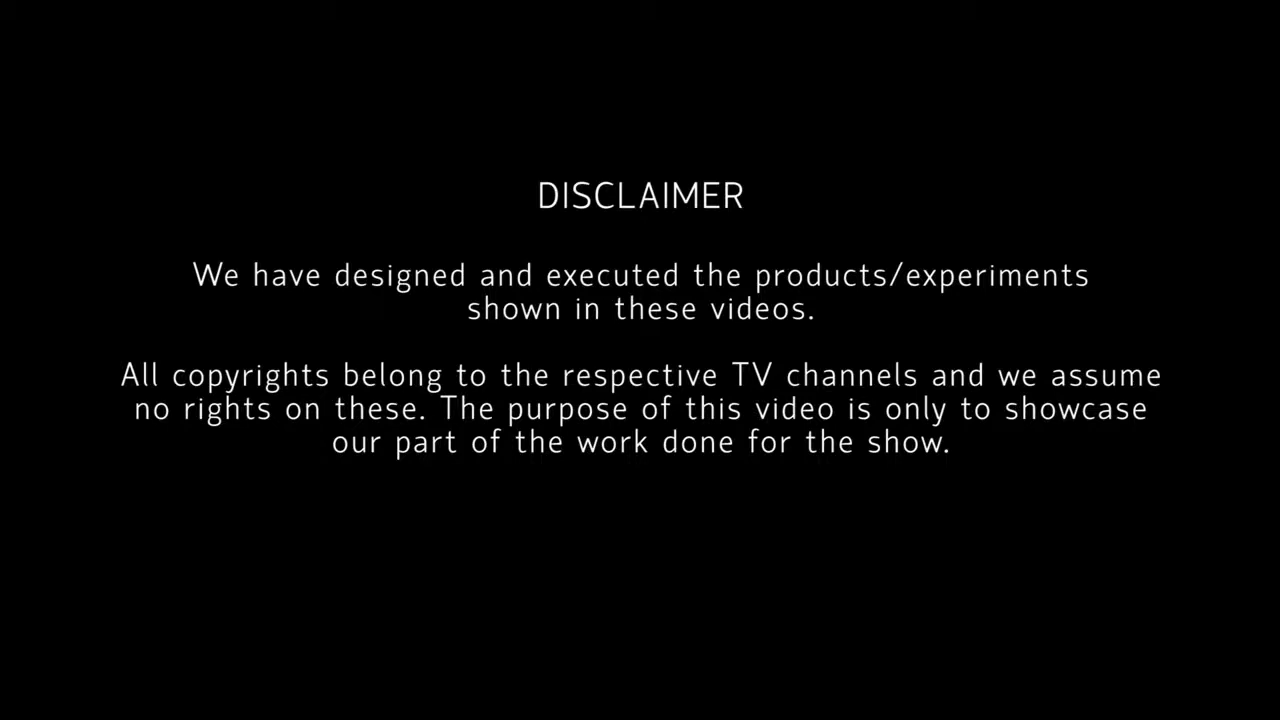 DISCLAIMER
We have designed and executed the products/experiments
shown in these videos.
All copyrights belong to the respective TV channels and we assume
no rights on these. The purpose of this video is only to showcase
our part of the work done for the show.